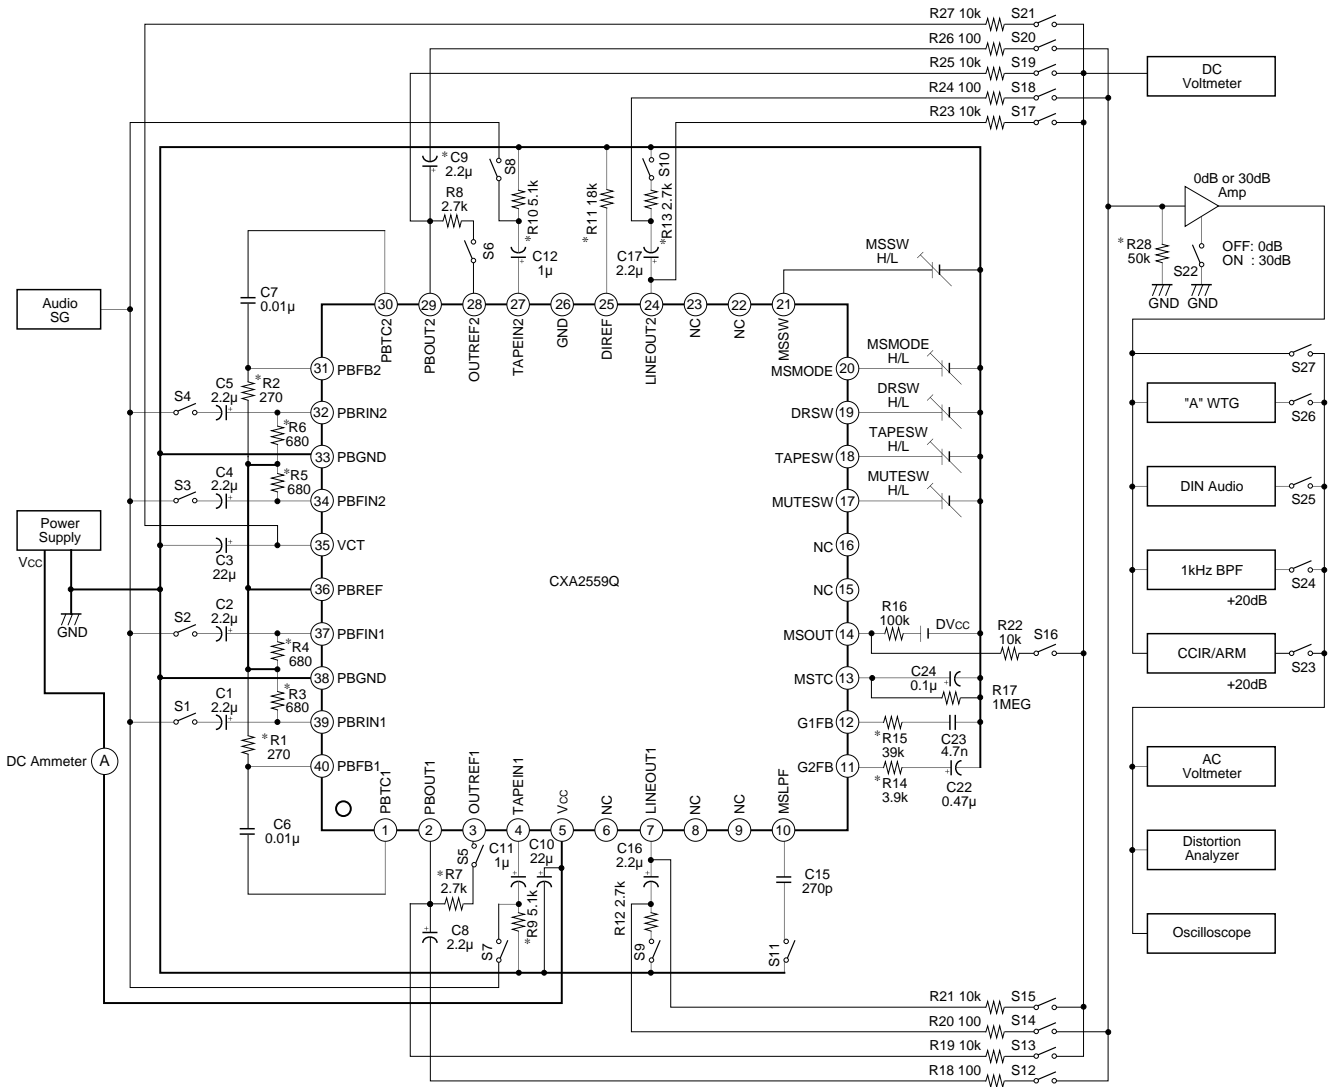 R27 10k S21
R26 100 S20
R25 10k S19
R24 100 S18
R23 10k S17
DC
Voltmeter
0dB or 30dB
Amp
*R28
50k
S22
OFF: 0dB
ON : 30dB
GND GND
*C9
2.2µ
R8
2.7k
S6
S8
*R10 5.1k
C12
1µ
*R11 18k
S10
*R13 2.7k
C17
2.2µ
MSSW
H/L
C7
0.01µ
Audio
SG
30 29 28 27 26 25 24 23 22 21
PBTC2
PBOUT2
OUTREF2
TAPEIN2
GND
DIREF
LINEOUT2
NC
NC
MSSW
31 PBFB2
32 PBRIN2
33 PBGND
34 PBFIN2
35 VCT
36 PBREF
37 PBFIN1
38 PBGND
39 PBRIN1
40 PBFB1
*R2
270
S4
C5
2.2µ
*R6
680
*R5
680
S3
C4
2.2µ
C3
22µ
Power
Supply
Vcc
GND
S2
C2
2.2µ
*R4
680
*R3
680
S1
C1
2.2µ
*R1
270
DC Ammeter A
C6
0.01µ
CXA2559Q
MSMODE 20
DRSW 19
TAPESW 18
MUTESW 17
NC 16
NC 15
MSOUT 14
MSTC 13
G1FB 12
G2FB 11
MSMODE
H/L
DRSW
H/L
TAPESW
H/L
MUTESW
H/L
R16
100k
DVcc
R22
10k
S16
C24
0.1µ
R17
1MEG
*R15
39k
C23
4.7n
*R14
3.9k
C22
0.47µ
PBTC1
PBOUT1
OUTREF1
TAPEIN1
Vcc
NC
LINEOUT1
NC
NC
MSLPF
1 2 3 4 5 6 7 8 9 10
S5
*R7
2.7k
C8
2.2µ
C11
1µ
S7
*R9 5.1k
C10
22µ
C16
2.2µ
R12 2.7k
S9
C15
270p
S11
S27
"A" WTG
S26
DIN Audio
S25
1kHz BPF
S24
+20dB
CCIR/ARM
S23
+20dB
AC
Voltmeter
Distortion
Analyzer
Oscilloscope
R21 10k S15
R20 100 S14
R19 10k S13
R18 100 S12